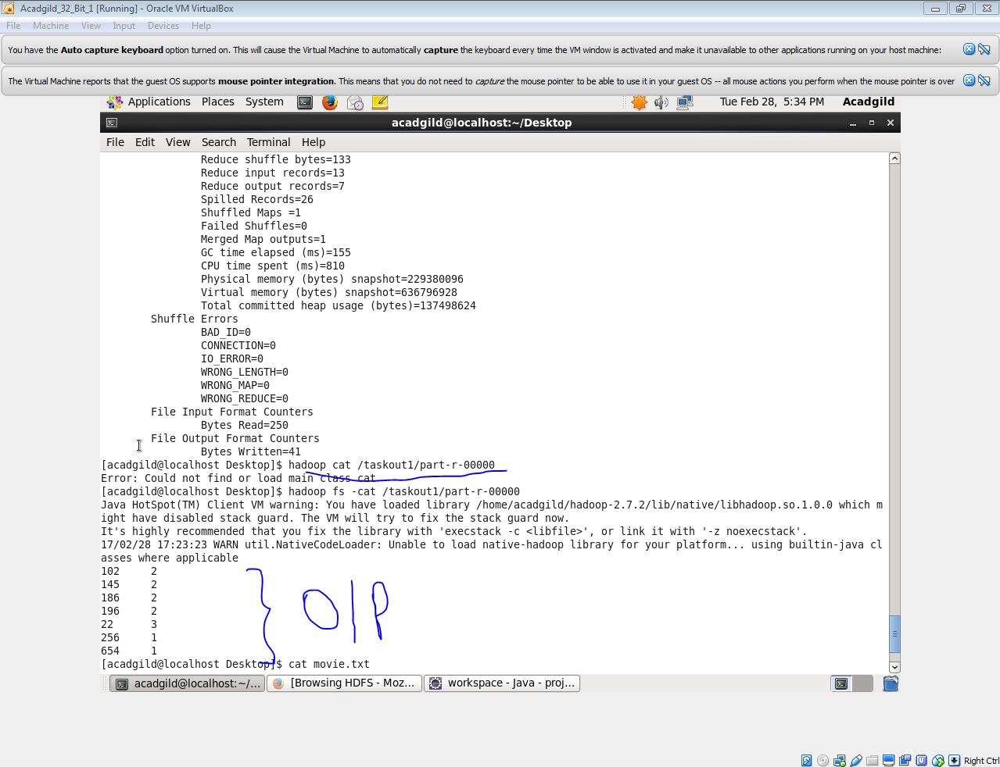 Acadgild_32_Bit_1 [Running] - Oracle VM VirtualBox
File Machine View Input Devices Help
You have the Auto capture keyboard option turned on. This will cause the Virtual Machine to automatically capture the keyboard every time the VM window is activated and make it unavailable to other applications running on your host machine:
The Virtual Machine reports that the guest OS supports mouse pointer integration. This means that you do not need to capture the mouse pointer to be able to use it in your guest OS -- all mouse actions you perform when the mouse pointer is over
Applications Places System Tue Feb 28, 5:34 PM Acadgild
acadgild@localhost:~/Desktop
File Edit View Search Terminal Help
Reduce shuffle bytes=133
Reduce input records=13
Reduce output records=7
Spilled Records=26
Shuffled Maps =1
Failed Shuffles=0
Merged Map outputs=1
GC time elapsed (ms)=155
CPU time spent (ms)=810
Physical memory (bytes) snapshot=229380096
Virtual memory (bytes) snapshot=636796928
Total committed heap usage (bytes)=137498624
Shuffle Errors
BAD_ID=0
CONNECTION=0
IO_ERROR=0
WRONG_LENGTH=0
WRONG_MAP=0
WRONG_REDUCE=0
File Input Format Counters
Bytes Read=250
File Output Format Counters
Bytes Written=41
[acadgild@localhost Desktop]$ hadoop cat /taskout1/part-r-00000
Error: Could not find or load main class cat
[acadgild@localhost Desktop]$ hadoop fs -cat /taskout1/part-r-00000
Java HotSpot(TM) Client VM warning: You have loaded library /home/acadgild/hadoop-2.7.2/lib/native/libhadoop.so.1.0.0 which m
ight have disabled stack guard. The VM will try to fix the stack guard now.
It's highly recommended that you fix the library with 'execstack -c <libfile>', or link it with '-z noexecstack'.
17/02/28 17:23:23 WARN util.NativeCodeLoader: Unable to load native-hadoop library for your platform... using builtin-java cl
asses where applicable
102 2
145 2
186 2
196 2
22 3
256 1
654 1
O|P
[acadgild@localhost Desktop]$ cat movie.txt
acadgild@localhost:~/... [Browsing HDFS - Moz... workspace - Java - proj...
Right Ctrl